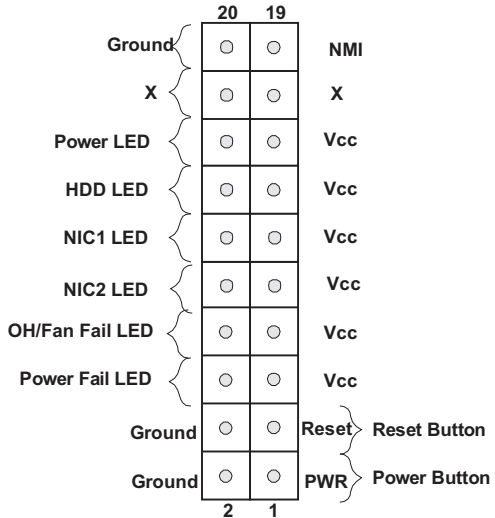 20 19
Ground NMI
X X
Power LED Vcc
HDD LED Vcc
NIC1 LED Vcc
NIC2 LED Vcc
OH/Fan Fail LED Vcc
Power Fail LED Vcc
Ground Reset Reset Button
Ground PWR Power Button
2 1